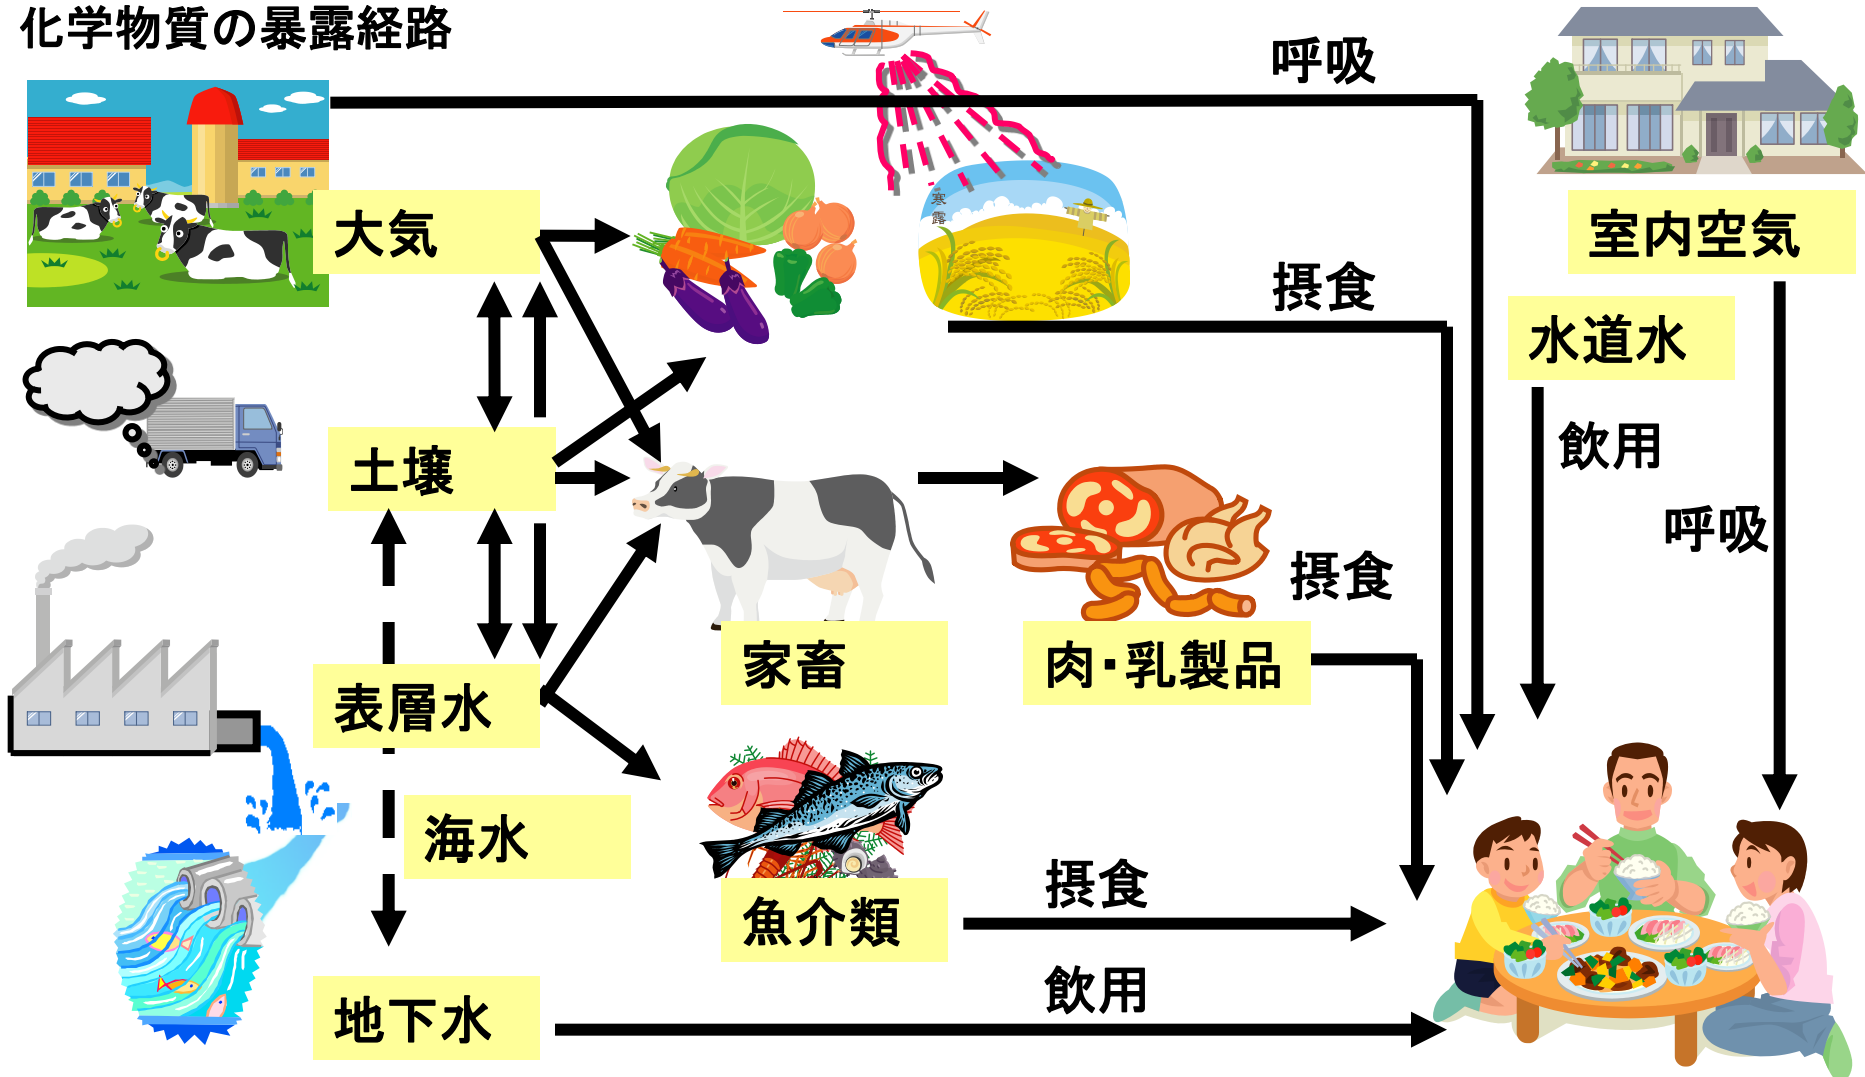 化学物質の暴露経路
呼吸
大気
寒
露
室内空気
摂食
水道水
飲用
土壌
呼吸
摂食
家畜
肉・乳製品
表層水
海水
摂食
魚介類
飲用
地下水